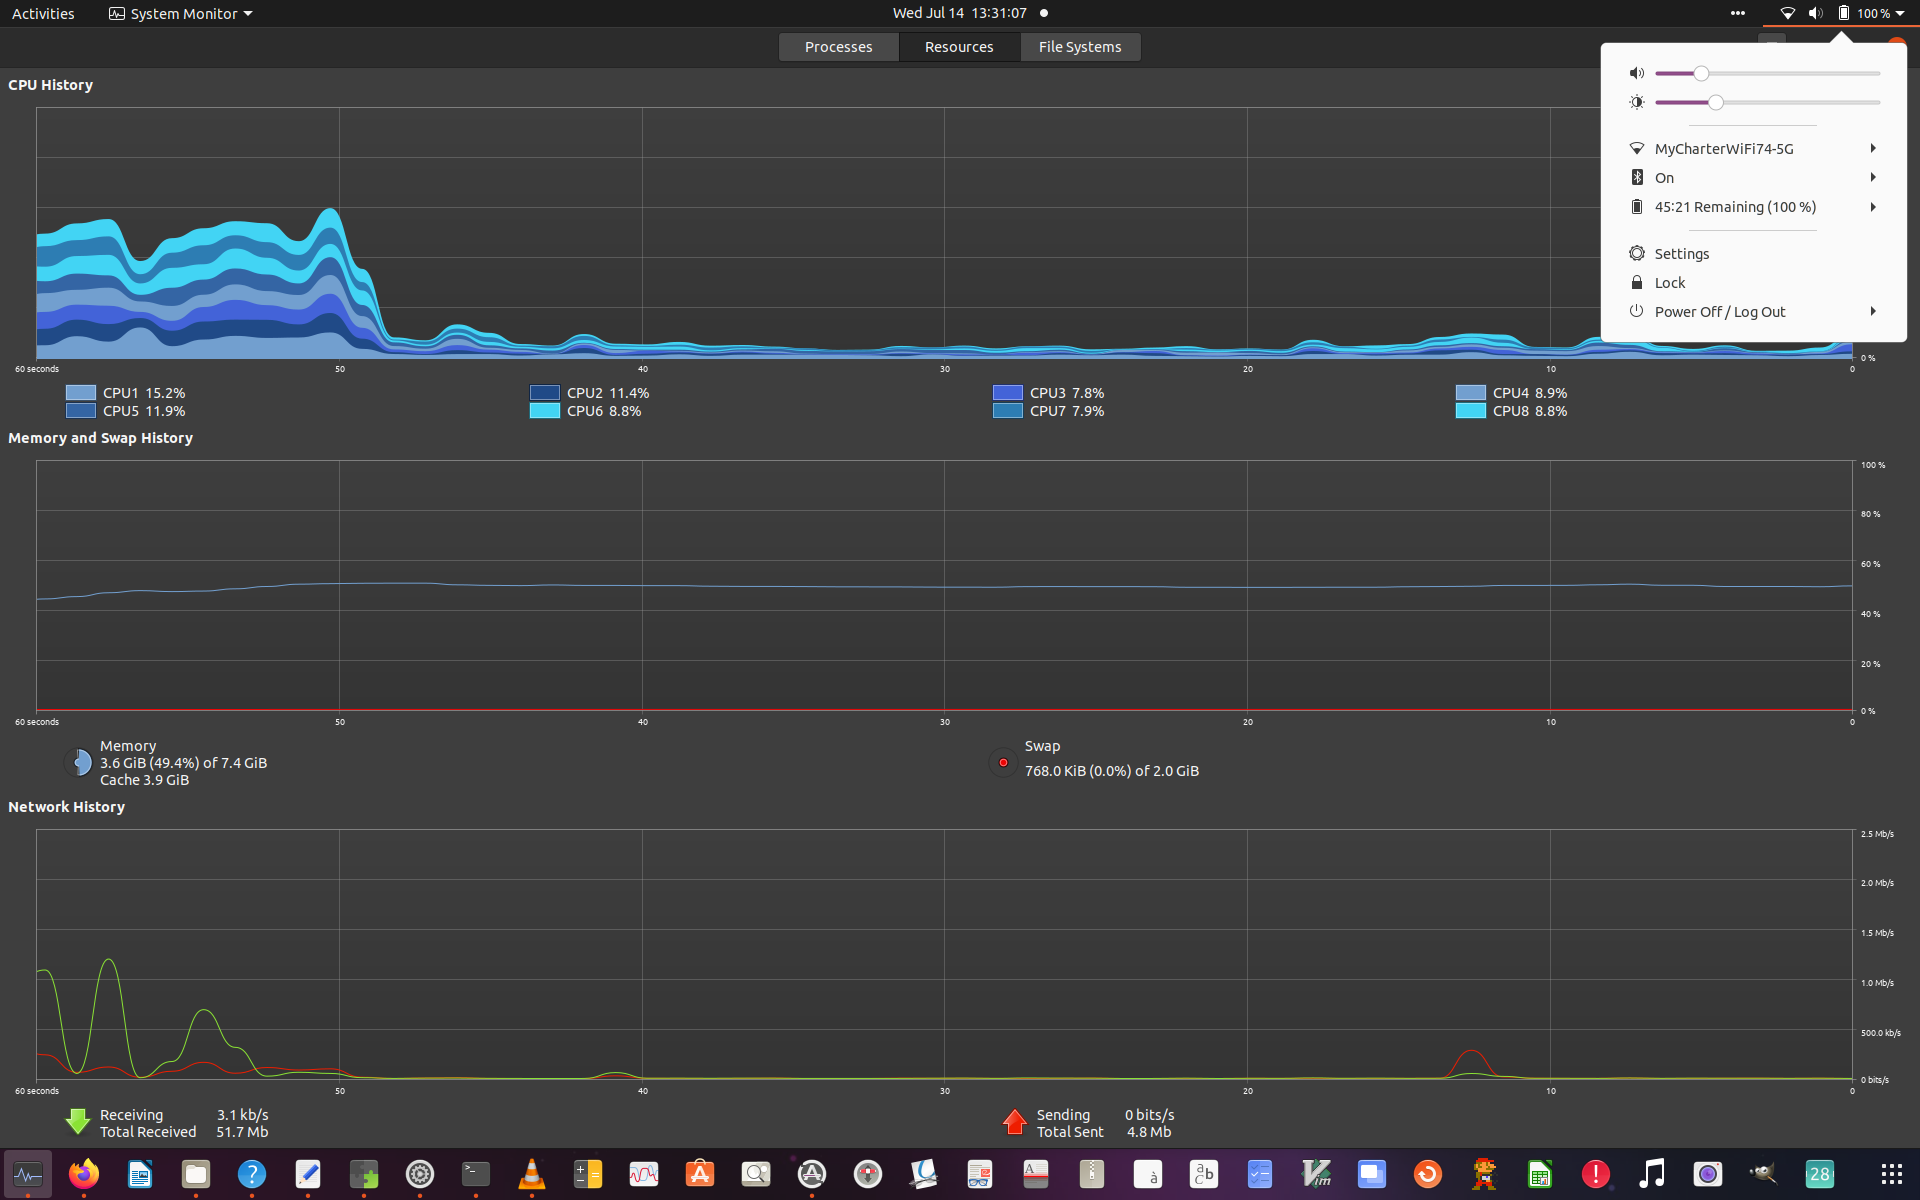 Activities System Monitor Wed Jul 14 13:31:07 100 %
Processes Resources File Systems
CPU History
MyCharterWiFi74-5G
On
45:21 Remaining (100 %)
Settings
Lock
Power Off / Log Out
0 %
60 seconds 50 40 30 20 10 0
CPU1 15.2% CPU2 11.4% CPU3 7.8% CPU4 8.9%
CPU5 11.9% CPU6 8.8% CPU7 7.9% CPU8 8.8%
Memory and Swap History
100 %
80 %
60 %
40 %
20 %
0 %
60 seconds 50 40 30 20 10 0
Memory
3.6 GiB (49.4%) of 7.4 GiB
Cache 3.9 GiB
Swap
768.0 KiB (0.0%) of 2.0 GiB
Network History
2.5 Mb/s
2.0 Mb/s
1.5 Mb/s
1.0 Mb/s
500.0 kb/s
0 bits/s
60 seconds 50 40 30 20 10 0
Receiving 3.1 kb/s
Total Received 51.7 Mb
Sending 0 bits/s
Total Sent 4.8 Mb
28